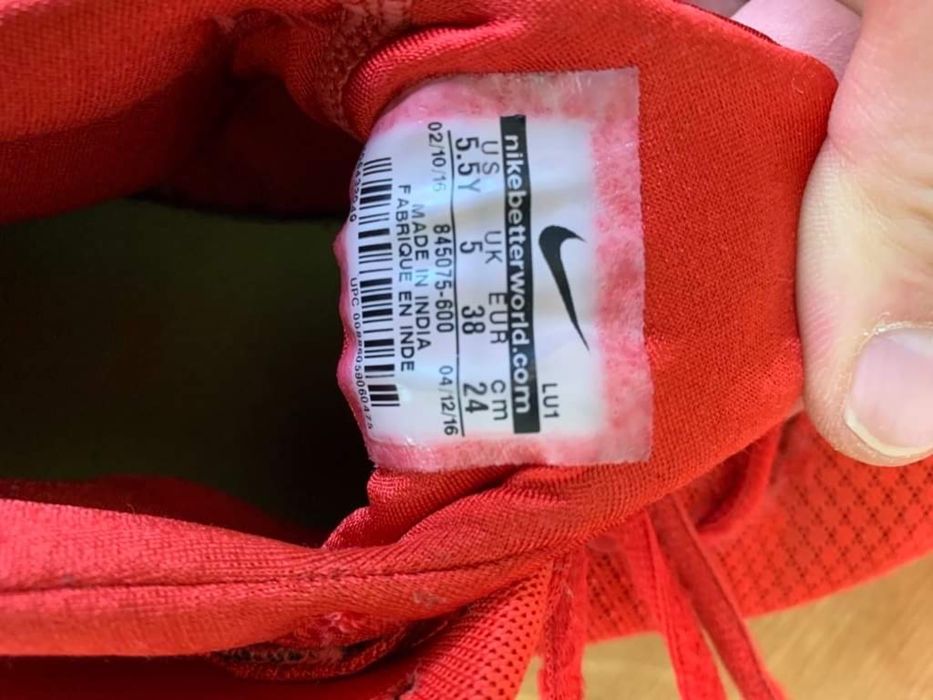 LU1
nikebetterworld.com
US UK EUR cm
5.5Y 5 38 24
02/10/16 845075-600 04/12/16
MADE IN INDIA
FABRIQUE EN INDE
UPC